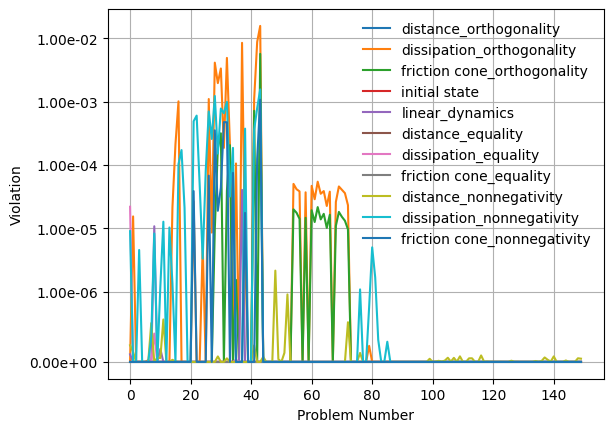 1.00e-02
1.00e-03
1.00e-04
1.00e-05
1.00e-06
0.00e+00
Violation
distance_orthogonality
dissipation_orthogonality
friction cone_orthogonality
initial state
linear_dynamics
distance_equality
dissipation_equality
friction cone_equality
distance_nonnegativity
dissipation_nonnegativity
friction cone_nonnegativity
0 20 40 60 80 100 120 140
Problem Number